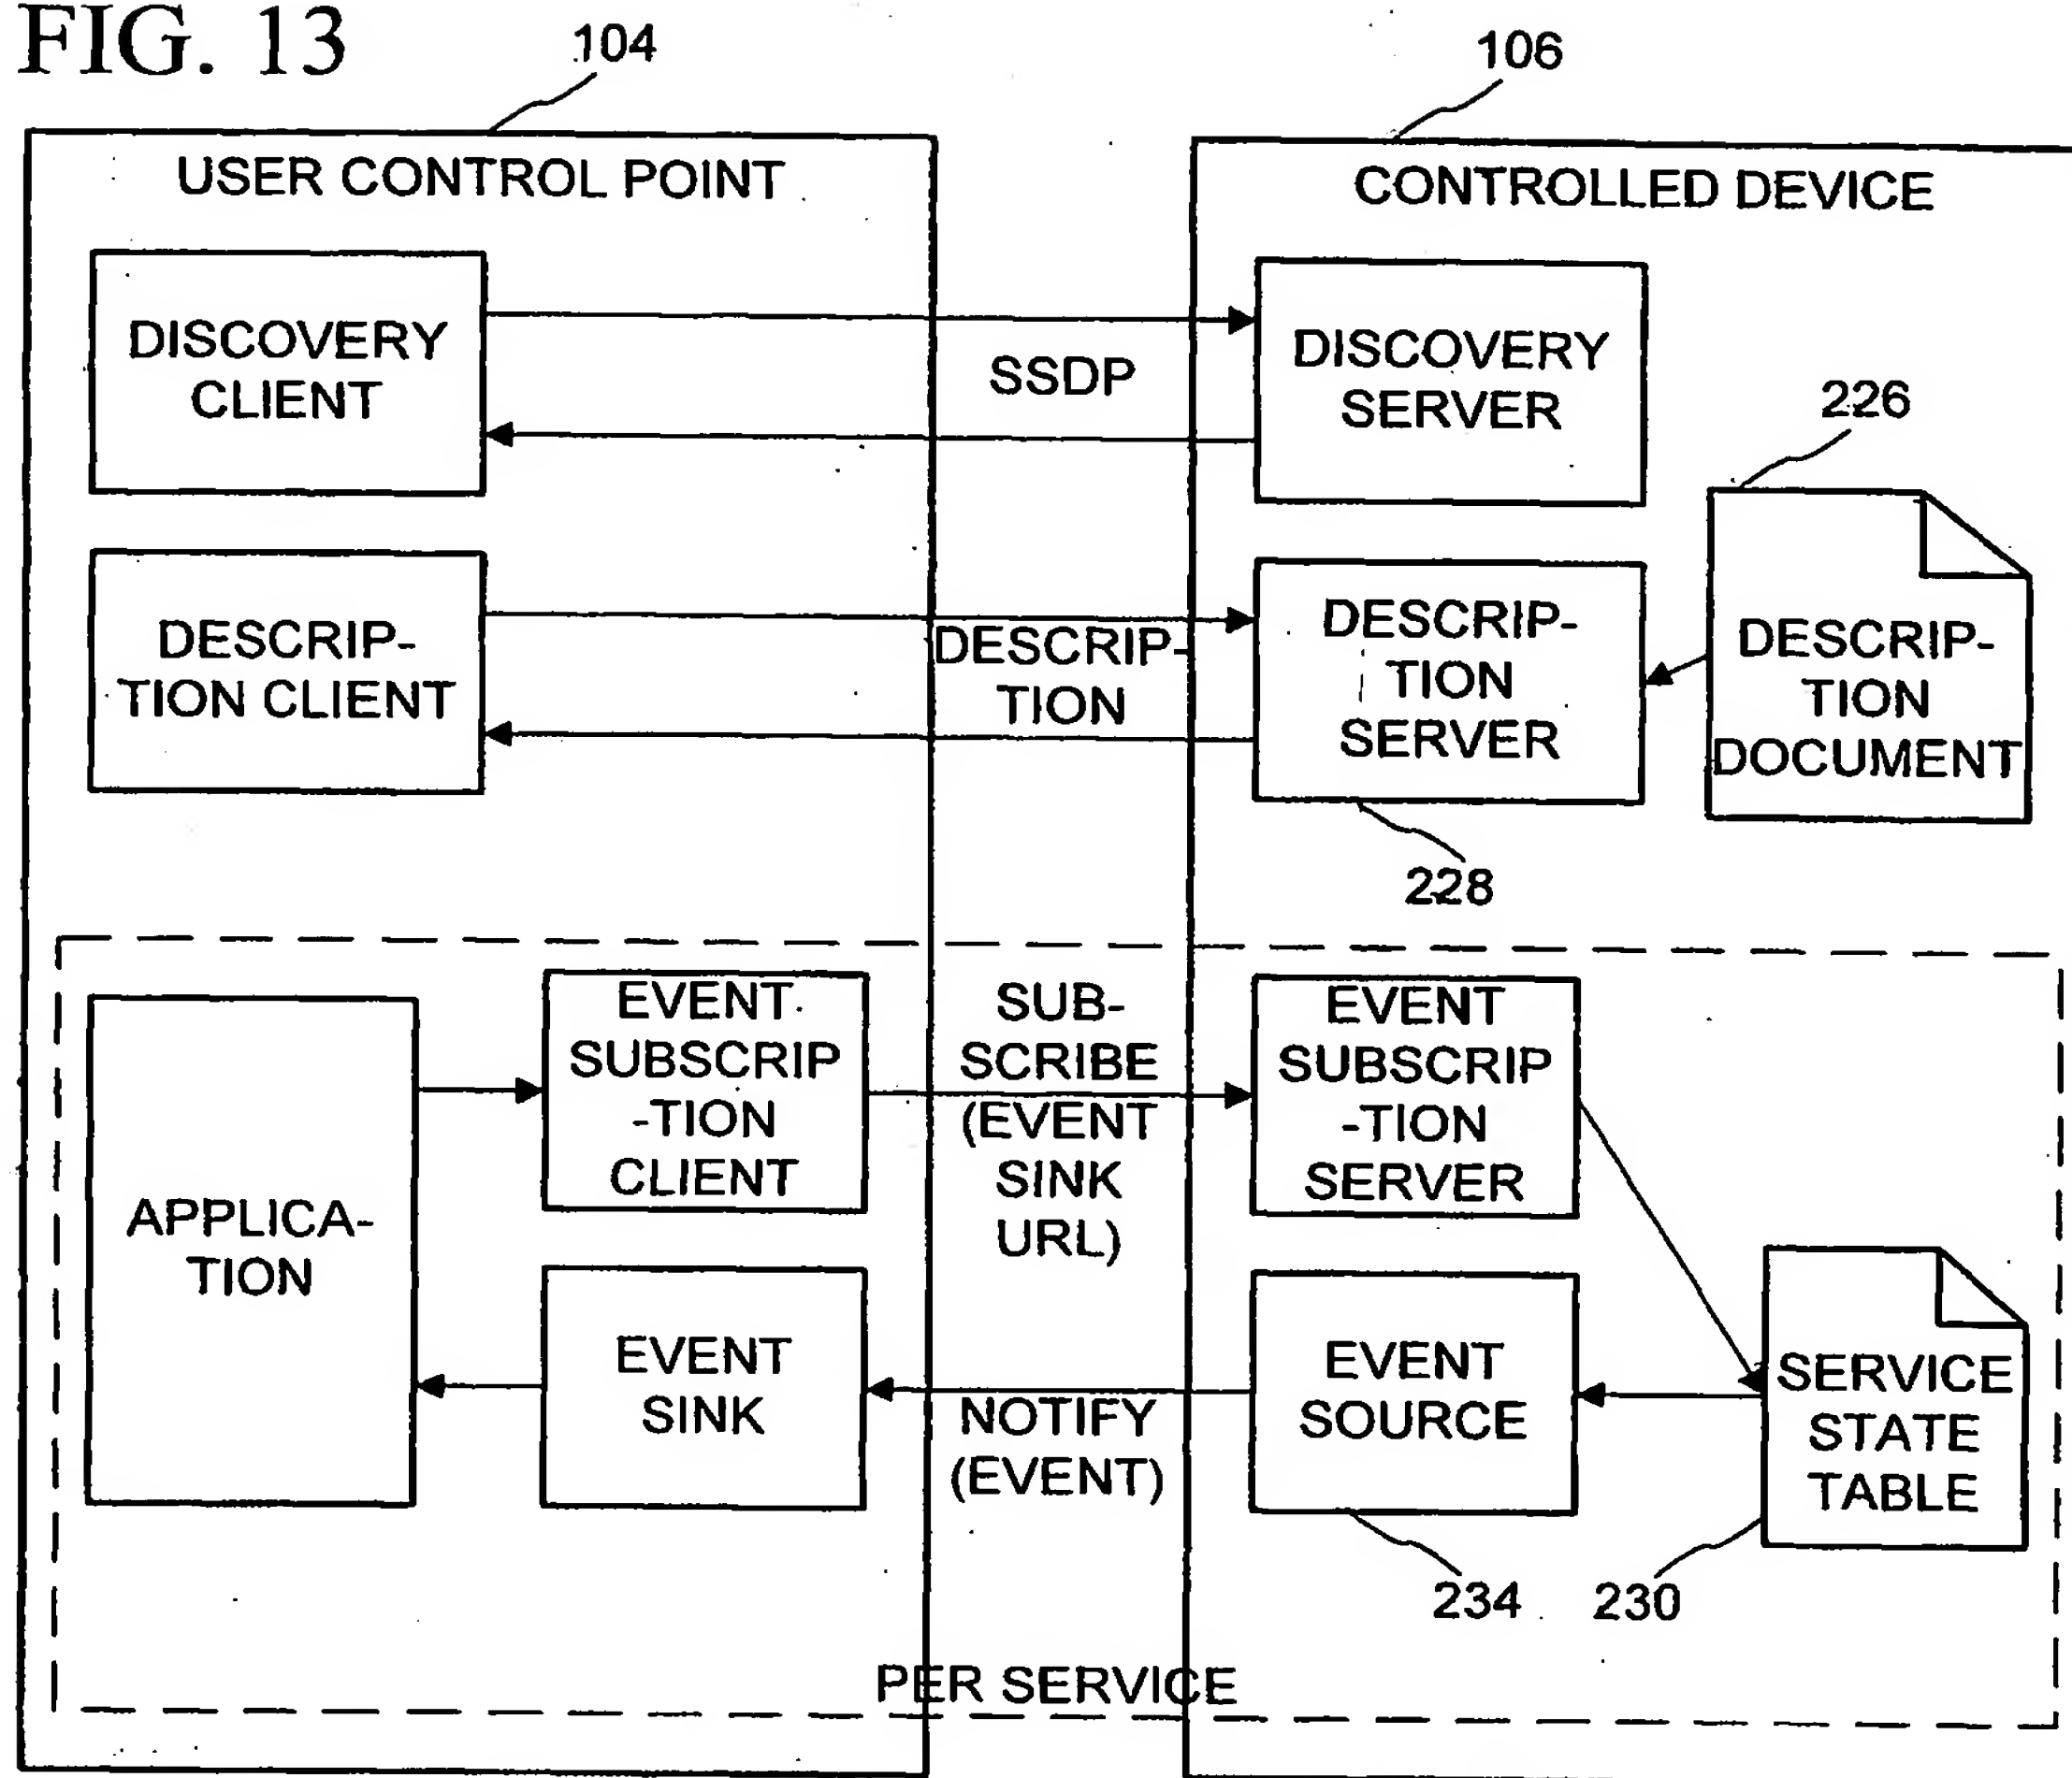 FIG. 13
104
106
USER CONTROL POINT
CONTROLLED DEVICE
DISCOVERY
CLIENT
SSDP
DISCOVERY
SERVER
226
DESCRIP-
TION CLIENT
DESCRIP-
TION
DESCRIP-
TION
SERVER
DESCRIP-
TION
DOCUMENT
228
APPLICA-
TION
EVENT
SUBSCRIP
-TION
CLIENT
SUB-
SCRIBE
(EVENT
SINK
URL)
EVENT
SUBSCRIP
-TION
SERVER
EVENT
SINK
NOTIFY
(EVENT)
EVENT
SOURCE
SERVICE
STATE
TABLE
234
230
PER SERVICE